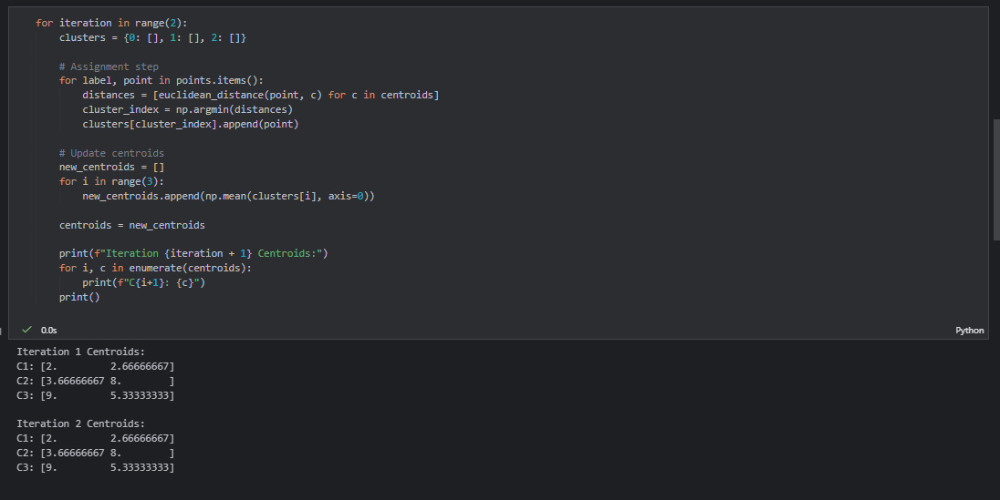 for iteration in range(2):
    clusters = {0: [], 1: [], 2: []}

    # Assignment step
    for label, point in points.items():
        distances = [euclidean_distance(point, c) for c in centroids]
        cluster_index = np.argmin(distances)
        clusters[cluster_index].append(point)

    # Update centroids
    new_centroids = []
    for i in range(3):
        new_centroids.append(np.mean(clusters[i], axis=0))

    centroids = new_centroids

    print(f"Iteration {iteration + 1} Centroids:")
    for i, c in enumerate(centroids):
        print(f"C{i+1}: {c}")
    print()
✓ 0.0s
Python
Iteration 1 Centroids:
C1: [2.         2.66666667]
C2: [3.66666667 8.        ]
C3: [9.         5.33333333]

Iteration 2 Centroids:
C1: [2.         2.66666667]
C2: [3.66666667 8.        ]
C3: [9.         5.33333333]